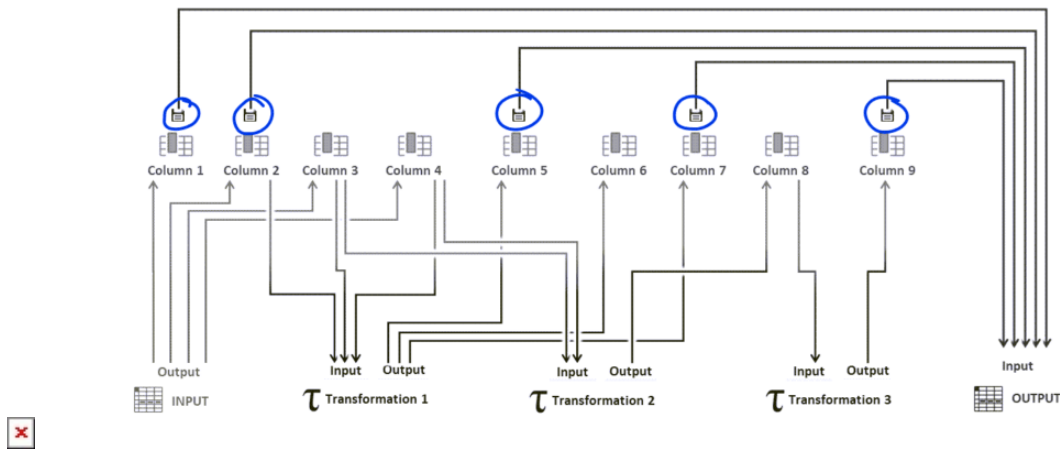 Column 1 Column 2 Column 3 Column 4 Column 5 Column 6 Column 7 Column 8 Column 9
Output Input Output Input Output Input Output Input
INPUT τ Transformation 1 τ Transformation 2 τ Transformation 3 OUTPUT